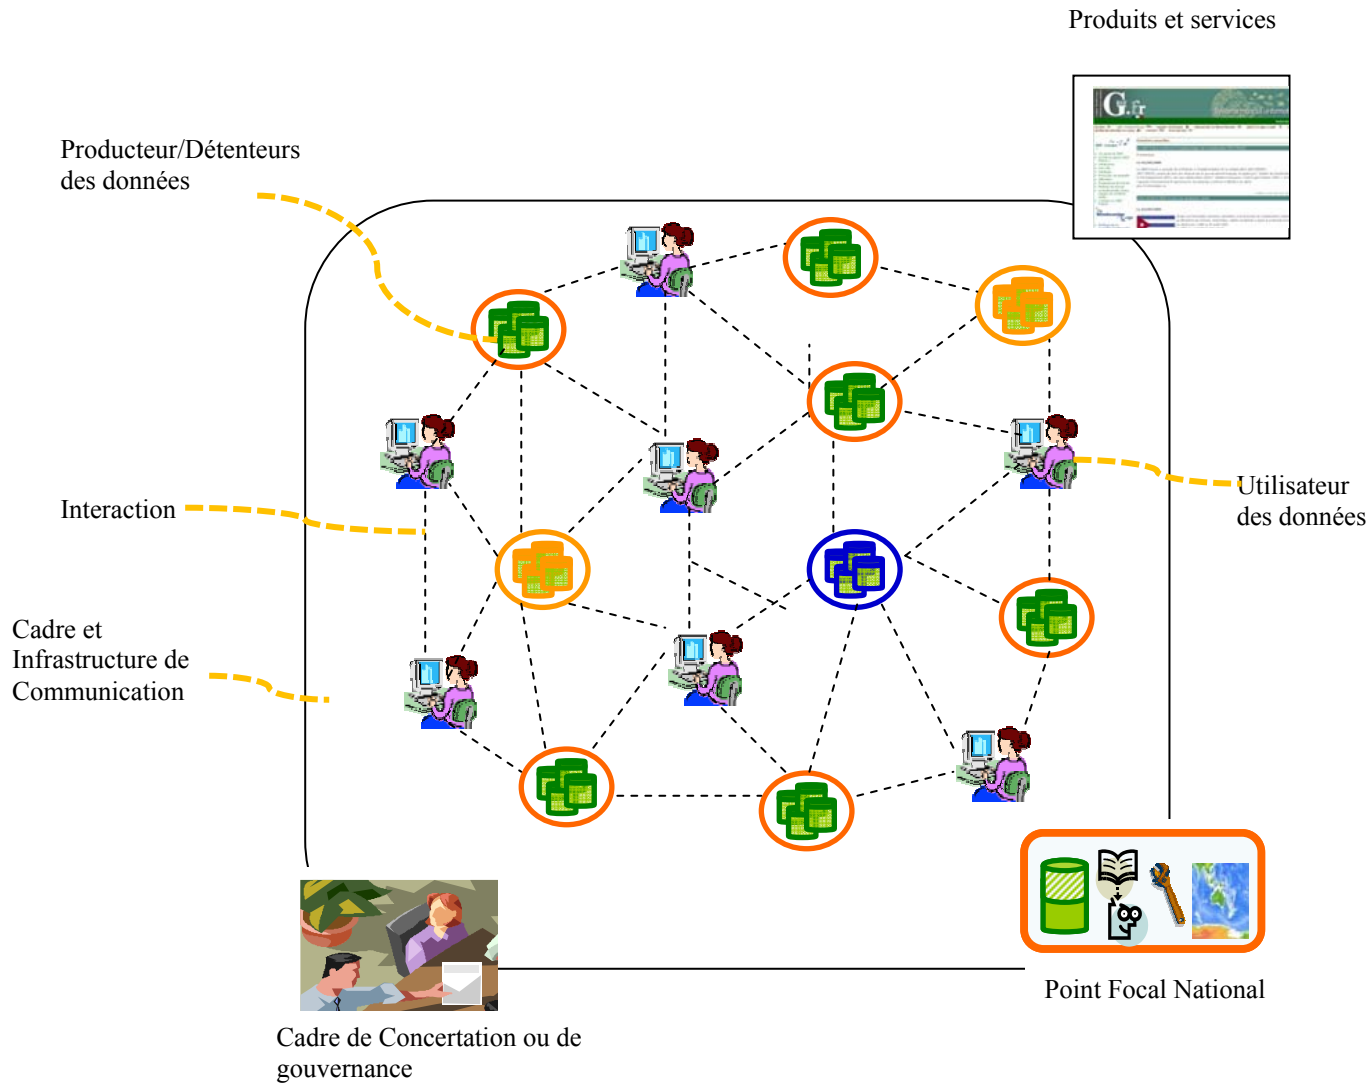 Produits et services
G.fr
Producteur/Détenteurs
des données
Interaction
Utilisateur
des données
Cadre et
Infrastructure de
Communication
Point Focal National
Cadre de Concertation ou de
gouvernance